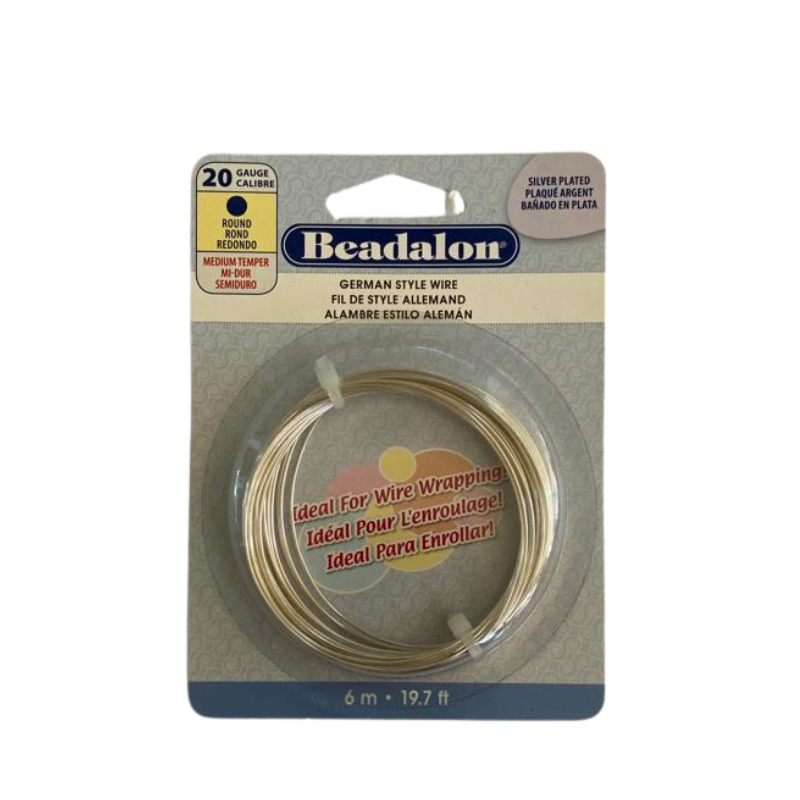 20 GAUGE
CALIBRE
ROUND
ROND
REDONDO
MEDIUM TEMPER
MI-DUR
SEMIDURO
SILVER PLATED
PLAQUÉ ARGENT
BAÑADO EN PLATA
Beadalon®
GERMAN STYLE WIRE
FIL DE STYLE ALLEMAND
ALAMBRE ESTILO ALEMÁN
Ideal For Wire Wrapping!
Idéal Pour L'enroulage!
Ideal Para Enrollar!
6 m • 19.7 ft